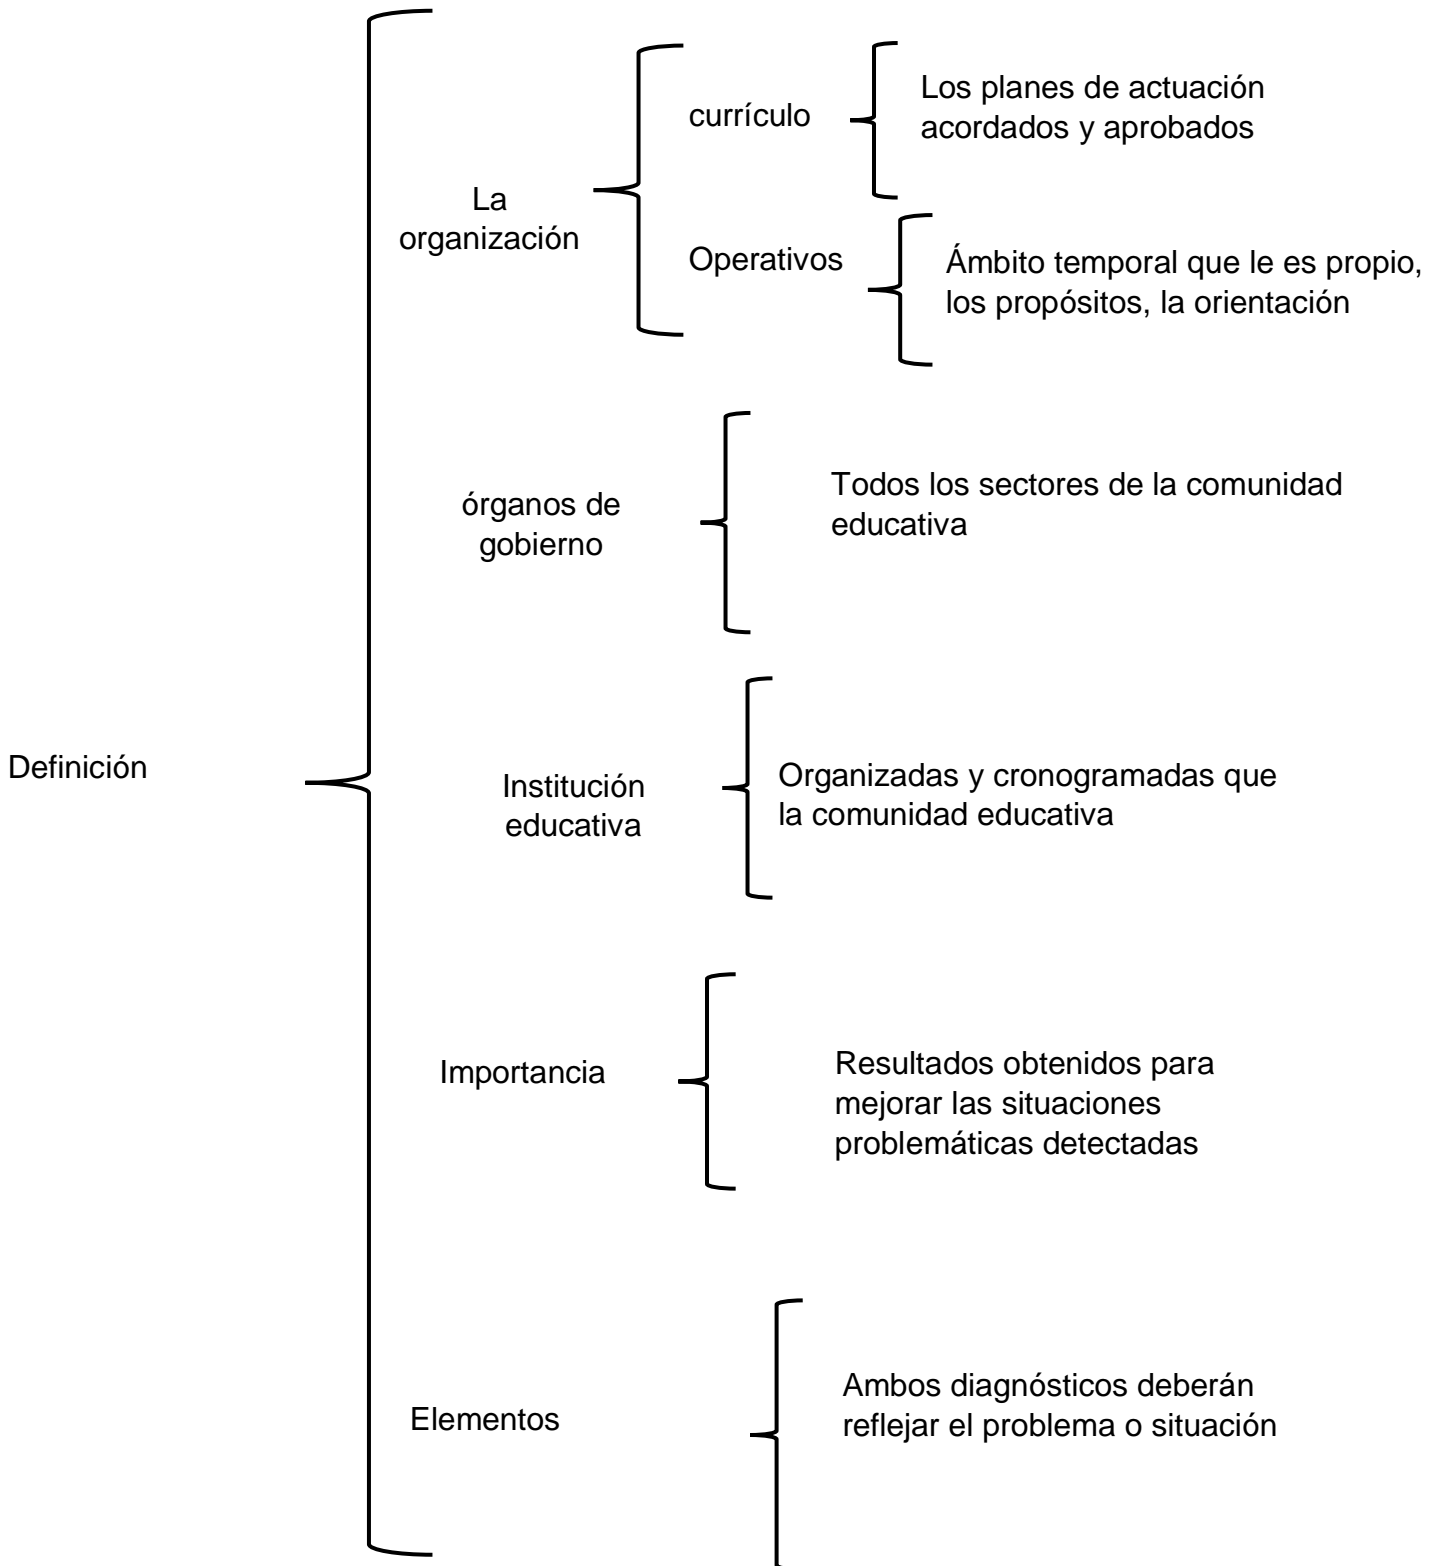 currículo
Los planes de actuación
acordados y aprobados
La
organización
Operativos
Ámbito temporal que le es propio,
los propósitos, la orientación
órganos de
gobierno
Todos los sectores de la comunidad
educativa
Definición
Institución
educativa
Organizadas y cronogramadas que
la comunidad educativa
Importancia
Resultados obtenidos para
mejorar las situaciones
problemáticas detectadas
Elementos
Ambos diagnósticos deberán
reflejar el problema o situación